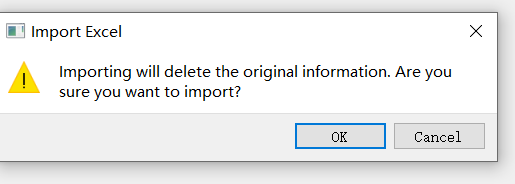 Import Excel
Importing will delete the original information. Are you
sure you want to import?
OK
Cancel